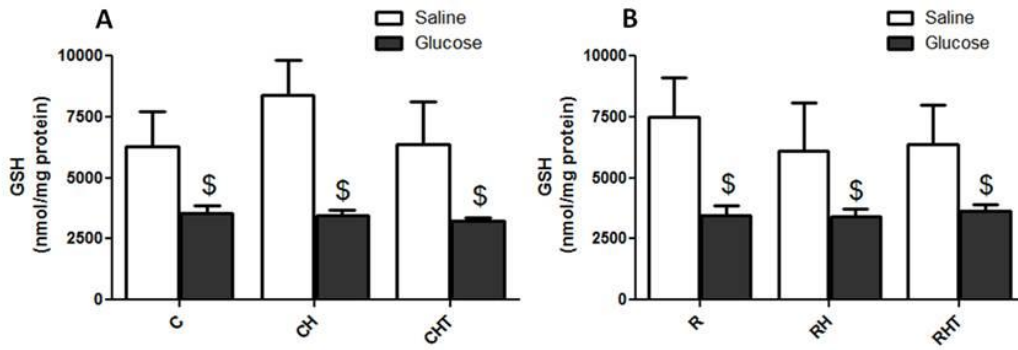 A
Saline
Glucose
GSH
(nmol/mg protein)
10000
7500
5000
2500
0
$
$
$
C
CH
CHT
B
Saline
Glucose
GSH
(nmol/mg protein)
10000
7500
5000
2500
0
$
$
$
R
RH
RHT